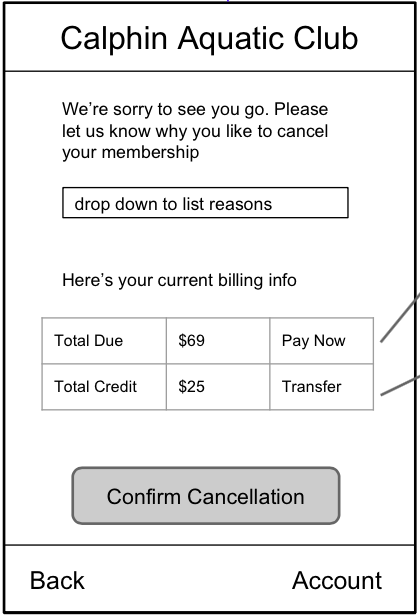 Calphin Aquatic Club
We’re sorry to see you go. Please
let us know why you like to cancel
your membership
drop down to list reasons
Here’s your current billing info
Total Due $69 Pay Now
Total Credit $25 Transfer
Confirm Cancellation
Back Account